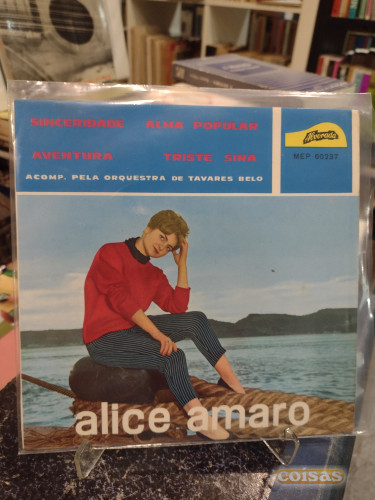 SINCERIDADE ALMA POPULAR
AVENTURA TRISTE SINA
ACOMP. PELA ORQUESTRA DE TAVARES BELO
Alvorada
MEP 60237
alice amaro
coisas